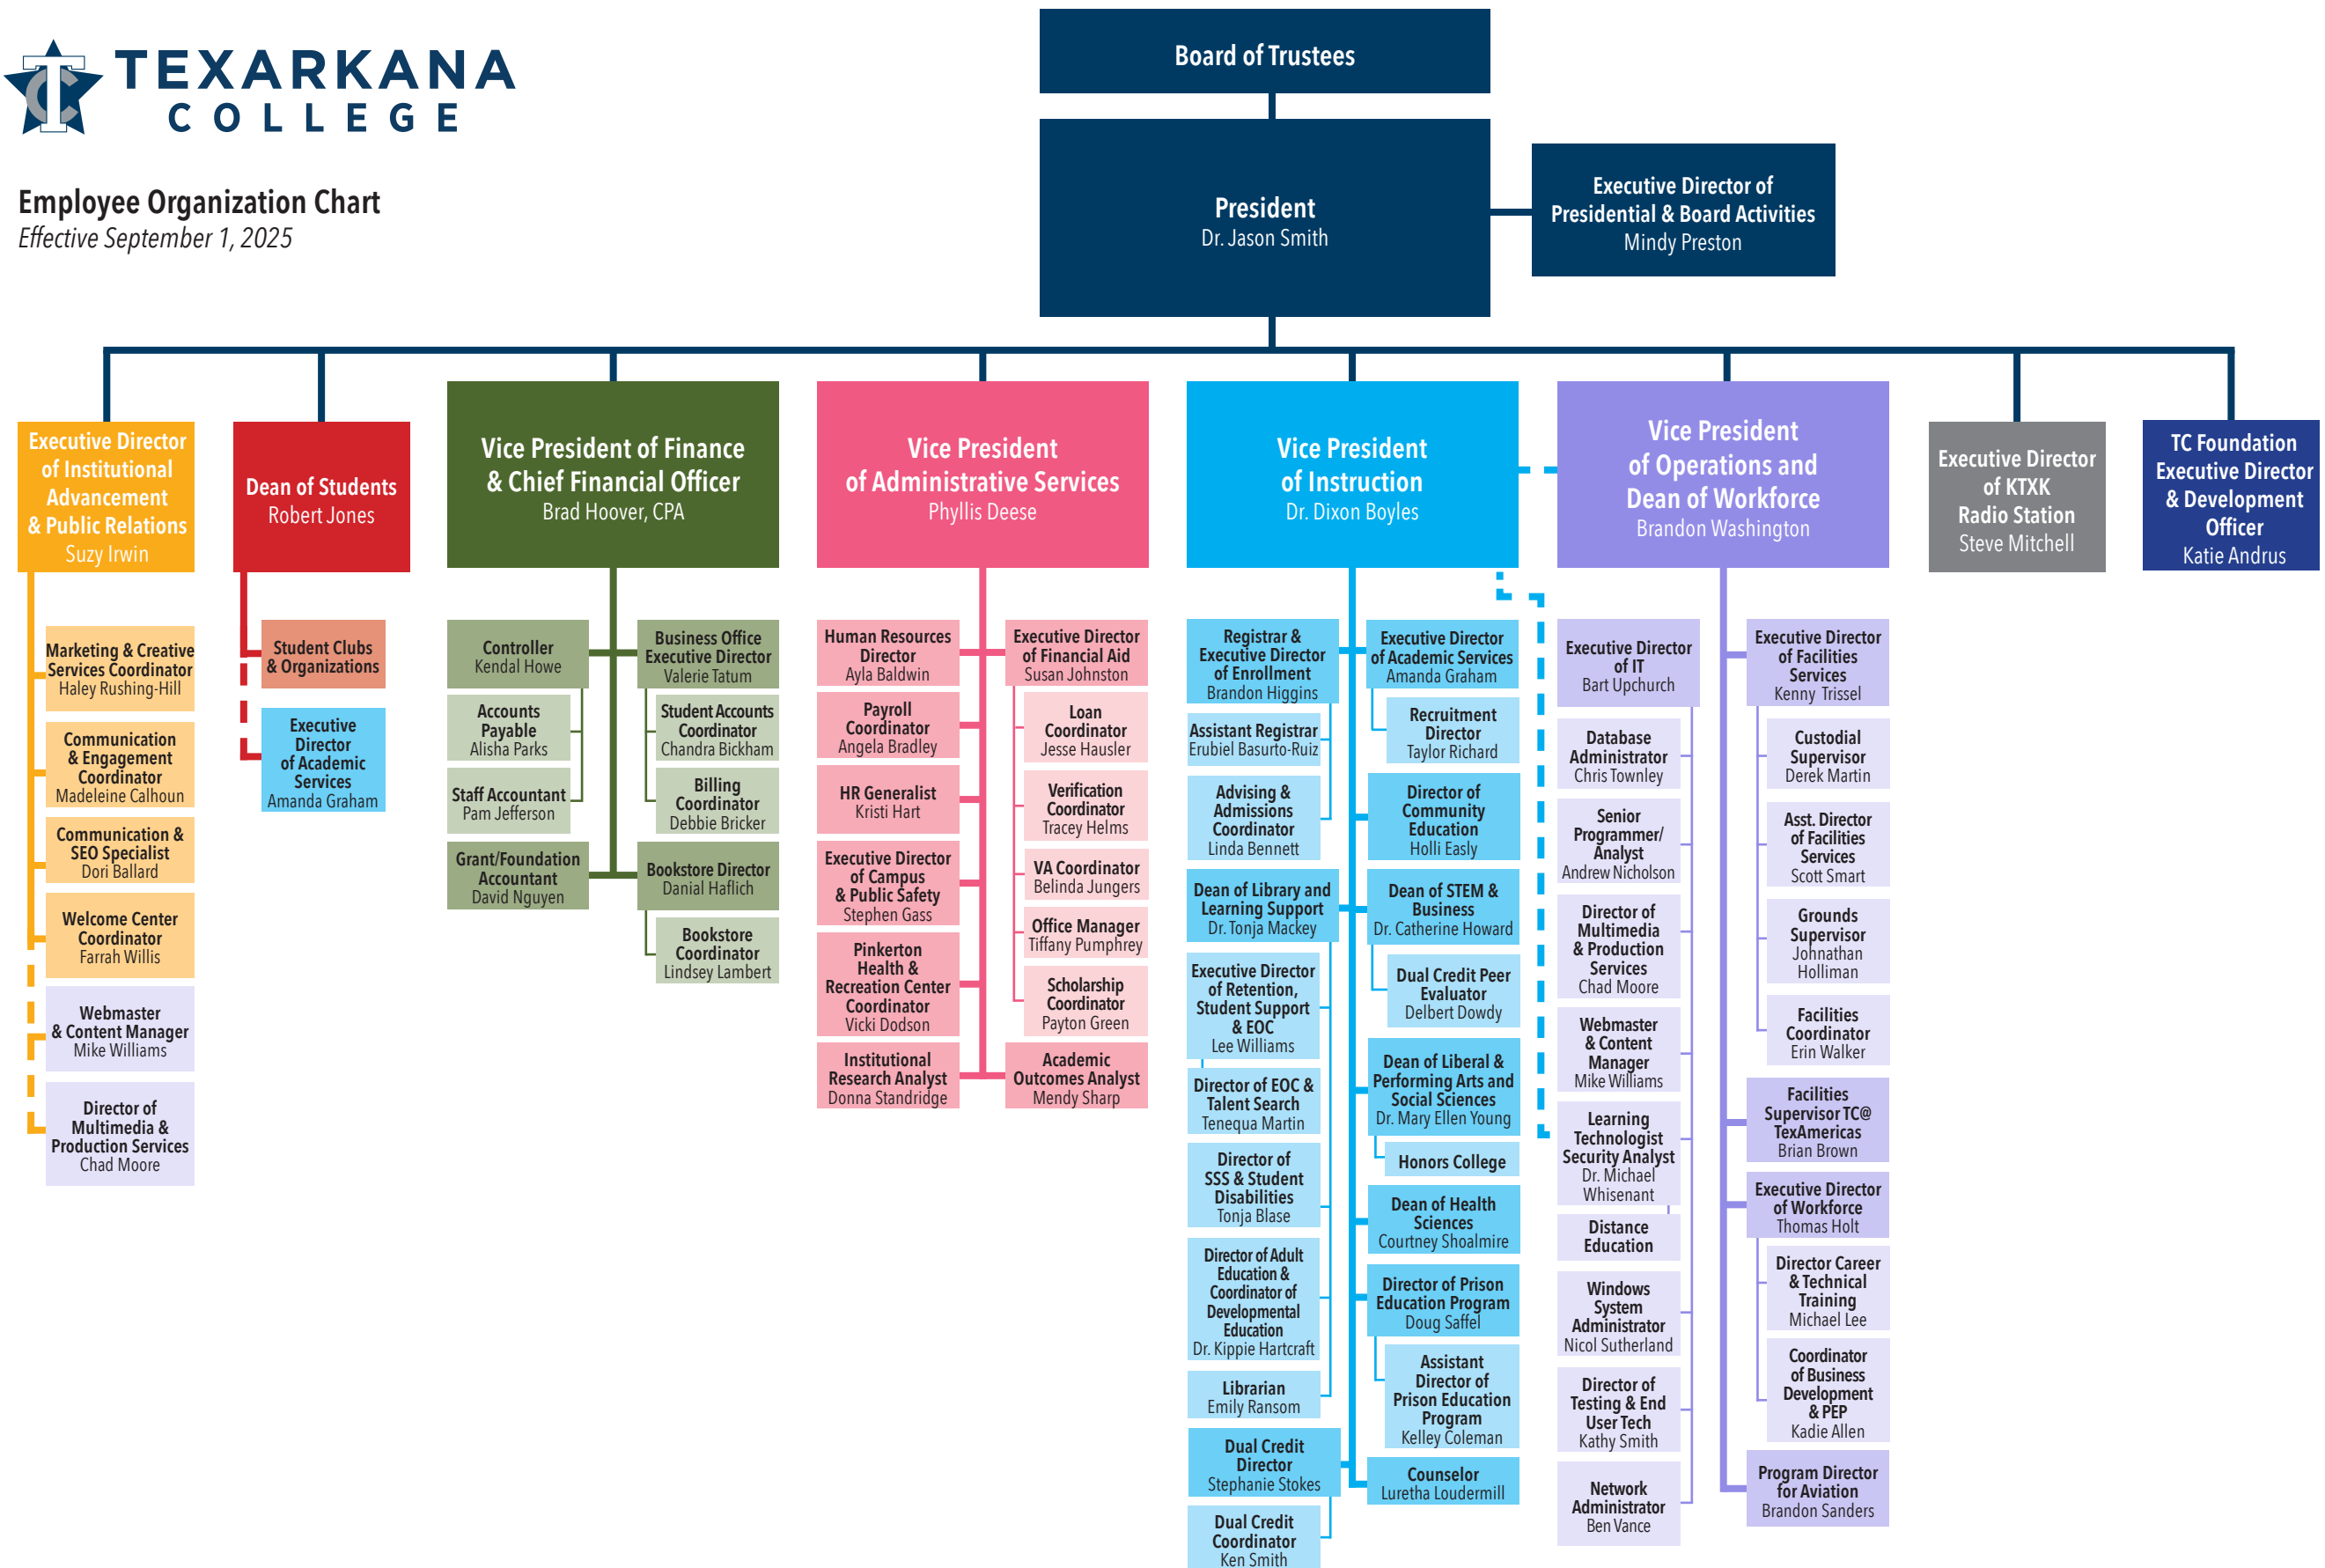 TEXARKANA
COLLEGE
Employee Organization Chart
Effective September 1, 2025
Board of Trustees
President
Dr. Jason Smith
Executive Director of
Presidential & Board Activities
Mindy Preston
Executive Director
of Institutional
Advancement
& Public Relations
Suzy Irwin
Marketing & Creative
Services Coordinator
Haley Rushing-Hill
Communication
& Engagement
Coordinator
Madeleine Calhoun
Communication &
SEO Specialist
Dori Ballard
Welcome Center
Coordinator
Farrah Willis
Webmaster
& Content Manager
Mike Williams
Director of
Multimedia &
Production Services
Chad Moore
Dean of Students
Robert Jones
Student Clubs
& Organizations
Executive
Director
of Academic
Services
Amanda Graham
Vice President of Finance
& Chief Financial Officer
Brad Hoover, CPA
Controller
Kendal Howe
Accounts
Payable
Alisha Parks
Staff Accountant
Pam Jefferson
Grant/Foundation
Accountant
David Nguyen
Business Office
Executive Director
Valerie Tatum
Student Accounts
Coordinator
Chandra Bickham
Billing
Coordinator
Debbie Bricker
Bookstore Director
Danial Haflich
Bookstore
Coordinator
Lindsey Lambert
Vice President
of Administrative Services
Phyllis Deese
Human Resources
Director
Ayla Baldwin
Payroll
Coordinator
Angela Bradley
HR Generalist
Kristi Hart
Executive Director
of Campus
& Public Safety
Stephen Gass
Pinkerton
Health &
Recreation Center
Coordinator
Vicki Dodson
Institutional
Research Analyst
Donna Standridge
Executive Director
of Financial Aid
Susan Johnston
Loan
Coordinator
Jesse Hausler
Verification
Coordinator
Tracey Helms
VA Coordinator
Belinda Jungers
Office Manager
Tiffany Pumphrey
Scholarship
Coordinator
Payton Green
Academic
Outcomes Analyst
Mendy Sharp
Vice President
of Instruction
Dr. Dixon Boyles
Registrar &
Executive Director
of Enrollment
Brandon Higgins
Assistant Registrar
Erubiel Basurto-Ruiz
Advising &
Admissions
Coordinator
Linda Bennett
Dean of Library and
Learning Support
Dr. Tonja Mackey
Executive Director
of Retention,
Student Support
& EOC
Lee Williams
Director of EOC &
Talent Search
Tenequa Martin
Director of
SSS & Student
Disabilities
Tonja Blase
Director of Adult
Education &
Coordinator of
Developmental
Education
Dr. Kippie Hartcraft
Librarian
Emily Ransom
Dual Credit
Director
Stephanie Stokes
Dual Credit
Coordinator
Ken Smith
Executive Director
of Academic Services
Amanda Graham
Recruitment
Director
Taylor Richard
Director of
Community
Education
Holli Easly
Dean of STEM &
Business
Dr. Catherine Howard
Dual Credit Peer
Evaluator
Delbert Dowdy
Dean of Liberal &
Performing Arts and
Social Sciences
Dr. Mary Ellen Young
Honors College
Dean of Health
Sciences
Courtney Shoalmire
Director of Prison
Education Program
Doug Saffel
Assistant
Director of
Prison Education
Program
Kelley Coleman
Counselor
Luretha Loudermill
Vice President
of Operations and
Dean of Workforce
Brandon Washington
Executive Director
of IT
Bart Upchurch
Database
Administrator
Chris Townley
Senior
Programmer/
Analyst
Andrew Nicholson
Director of
Multimedia
& Production
Services
Chad Moore
Webmaster
& Content
Manager
Mike Williams
Learning
Technologist
Security Analyst
Dr. Michael
Whisenant
Distance
Education
Windows
System
Administrator
Nicol Sutherland
Director of
Testing & End
User Tech
Kathy Smith
Network
Administrator
Ben Vance
Executive Director
of Facilities
Services
Kenny Trissel
Custodial
Supervisor
Derek Martin
Asst. Director
of Facilities
Services
Scott Smart
Grounds
Supervisor
Johnathan
Holliman
Facilities
Coordinator
Erin Walker
Facilities
Supervisor TC@
TexAmericas
Brian Brown
Executive Director
of Workforce
Thomas Holt
Director Career
& Technical
Training
Michael Lee
Coordinator
of Business
Development
& PEP
Kadie Allen
Program Director
for Aviation
Brandon Sanders
Executive Director
of KTXK
Radio Station
Steve Mitchell
TC Foundation
Executive Director
& Development
Officer
Katie Andrus